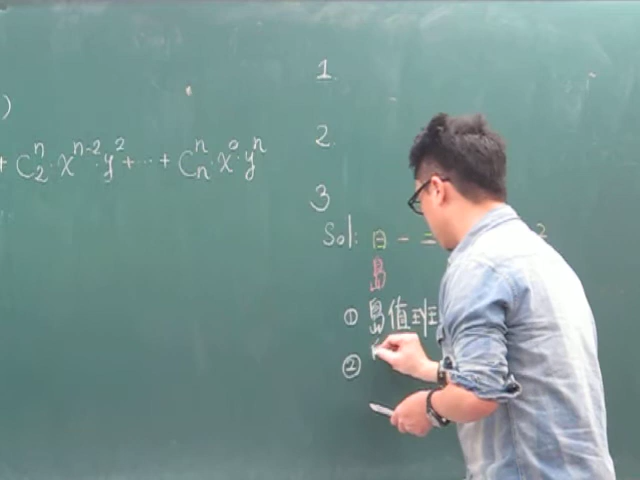 )
+ C₂ⁿ · xⁿ⁻² · y² + ··· + Cₙⁿ · x⁰ · yⁿ
1.
2.
3
Sol: 日 一 二 2
島
① 島值班
②